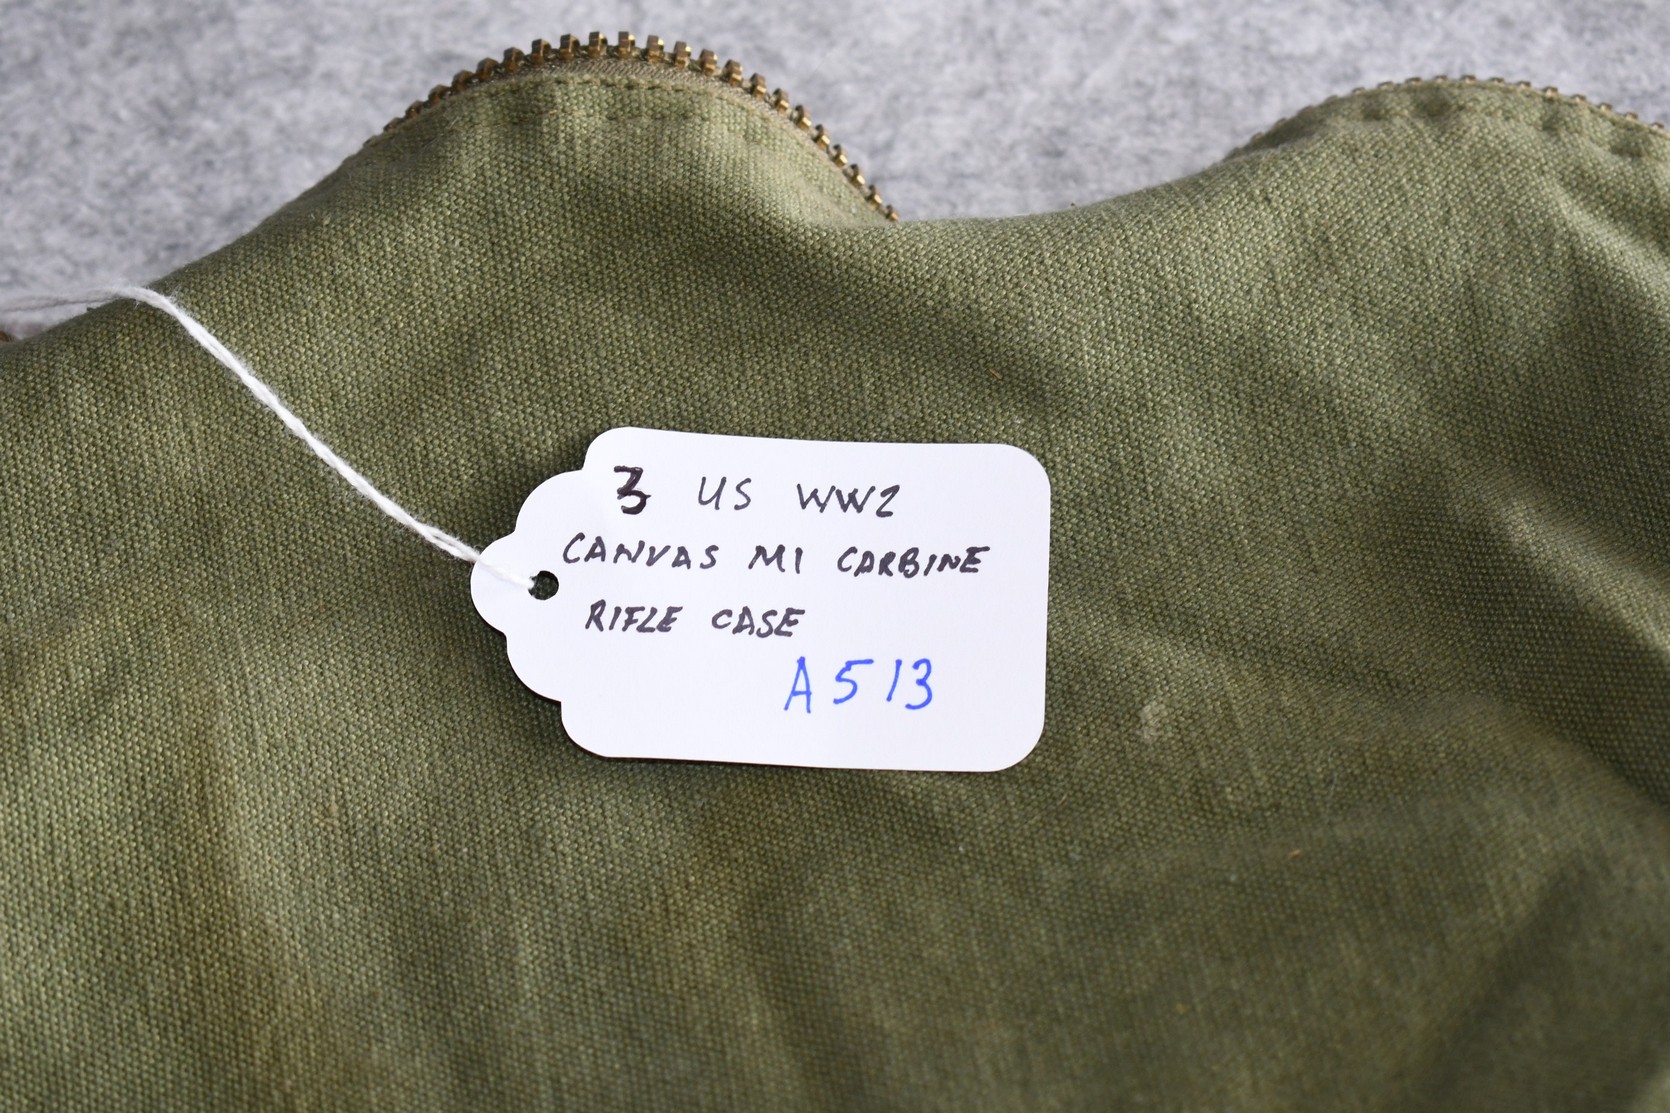 3 US WW2
CANVAS M1 CARBINE
RIFLE CASE
A513